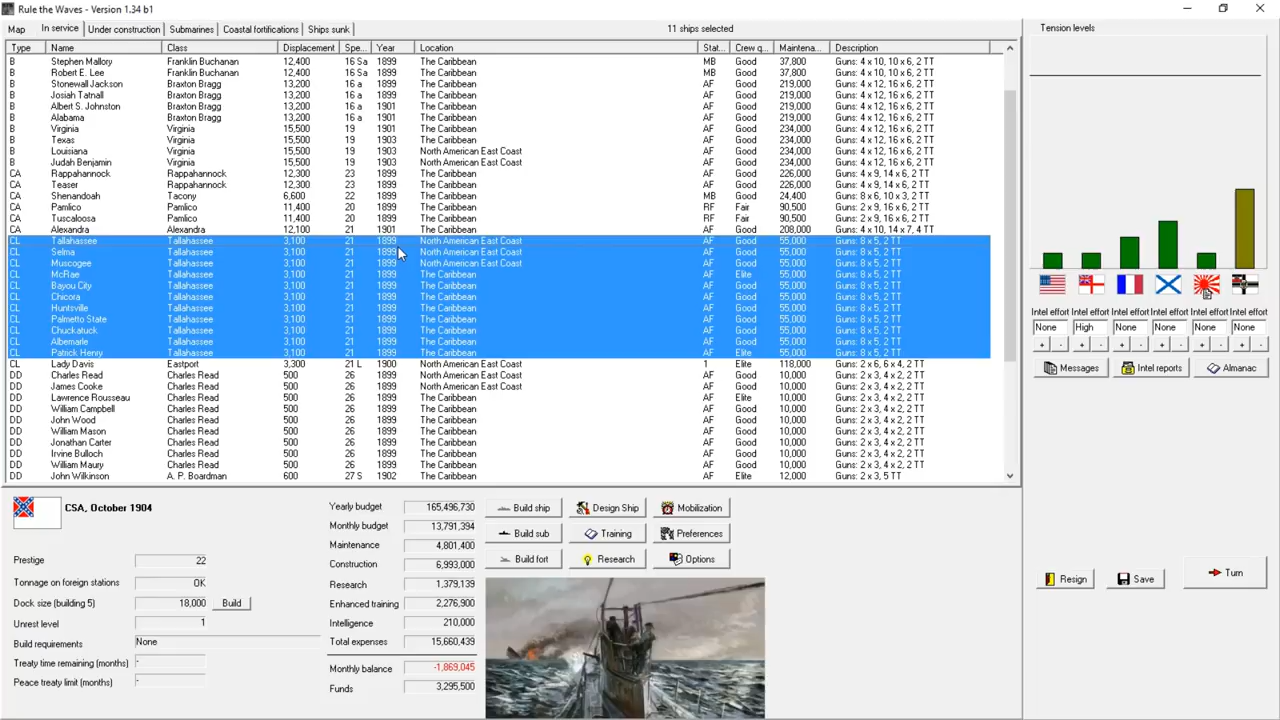 Rule the Waves - Version 1.34 b1
Map In service Under construction Submarines Coastal fortifications Ships sunk 11 ships selected
Type Name Class Displacement Spe... Year Location Stat... Crew q... Maintena... Description
B Stephen Mallory Franklin Buchanan 12,400 16 Sa 1899 The Caribbean MB Good 37,800 Guns: 4 x 10, 10 x 6, 2 TT
B Robert E. Lee Franklin Buchanan 12,400 16 Sa 1899 The Caribbean MB Good 37,800 Guns: 4 x 10, 10 x 6, 2 TT
B Stonewall Jackson Braxton Bragg 13,200 16 a 1899 The Caribbean AF Good 219,000 Guns: 4 x 12, 16 x 6, 2 TT
B Josiah Tatnall Braxton Bragg 13,200 16 a 1899 The Caribbean AF Good 219,000 Guns: 4 x 12, 16 x 6, 2 TT
B Albert S. Johnston Braxton Bragg 13,200 16 a 1901 The Caribbean AF Good 219,000 Guns: 4 x 12, 16 x 6, 2 TT
B Alabama Braxton Bragg 13,200 16 a 1901 The Caribbean AF Good 219,000 Guns: 4 x 12, 16 x 6, 2 TT
B Virginia Virginia 15,500 19 1901 The Caribbean AF Good 234,000 Guns: 4 x 12, 16 x 6, 2 TT
B Texas Virginia 15,500 19 1903 The Caribbean AF Good 234,000 Guns: 4 x 12, 16 x 6, 2 TT
B Louisiana Virginia 15,500 19 1903 North American East Coast AF Good 234,000 Guns: 4 x 12, 16 x 6, 2 TT
B Judah Benjamin Virginia 15,500 19 1903 North American East Coast AF Good 234,000 Guns: 4 x 12, 16 x 6, 2 TT
CA Rappahannock Rappahannock 12,300 23 1899 The Caribbean AF Good 226,000 Guns: 4 x 9, 14 x 6, 2 TT
CA Teaser Rappahannock 12,300 23 1899 The Caribbean AF Good 226,000 Guns: 4 x 9, 14 x 6, 2 TT
CA Shenandoah Tacony 6,600 22 1899 The Caribbean MB Good 24,400 Guns: 2 x 9, 10 x 6, 2 TT
CA Pamlico Pamlico 11,400 20 1899 The Caribbean RF Fair 90,500 Guns: 2 x 9, 16 x 6, 2 TT
CA Tuscaloosa Pamlico 11,400 20 1899 The Caribbean RF Fair 90,500 Guns: 2 x 9, 16 x 6, 2 TT
CA Alexandra Alexandra 12,100 21 1901 The Caribbean AF Good 208,000 Guns: 4 x 10, 14 x 7, 4 TT
CL Tallahassee Tallahassee 3,100 21 1899 North American East Coast AF Good 55,000 Guns: 8 x 5, 2 TT
CL Selma Tallahassee 3,100 21 1899 North American East Coast AF Good 55,000 Guns: 8 x 5, 2 TT
CL Muscogee Tallahassee 3,100 21 1899 North American East Coast AF Good 55,000 Guns: 8 x 5, 2 TT
CL McRae Tallahassee 3,100 21 1899 The Caribbean AF Elite 55,000 Guns: 8 x 5, 2 TT
CL Bayou City Tallahassee 3,100 21 1899 The Caribbean AF Good 55,000 Guns: 8 x 5, 2 TT
CL Chicora Tallahassee 3,100 21 1899 The Caribbean AF Good 55,000 Guns: 8 x 5, 2 TT
CL Huntsville Tallahassee 3,100 21 1899 The Caribbean AF Good 55,000 Guns: 8 x 5, 2 TT
CL Palmetto State Tallahassee 3,100 21 1899 The Caribbean AF Good 55,000 Guns: 8 x 5, 2 TT
CL Chuckatuck Tallahassee 3,100 21 1899 The Caribbean AF Good 55,000 Guns: 8 x 5, 2 TT
CL Albemarle Tallahassee 3,100 21 1899 The Caribbean AF Good 55,000 Guns: 8 x 5, 2 TT
CL Patrick Henry Tallahassee 3,100 21 1899 The Caribbean AF Elite 55,000 Guns: 8 x 5, 2 TT
CL Lady Davis Eastport 3,300 21 L 1900 North American East Coast 1 Elite 118,000 Guns: 2 x 6, 6 x 4, 2 TT
DD Charles Read Charles Read 500 26 1899 North American East Coast AF Good 10,000 Guns: 2 x 3, 4 x 2, 2 TT
DD James Cooke Charles Read 500 26 1899 North American East Coast AF Good 10,000 Guns: 2 x 3, 4 x 2, 2 TT
DD Lawrence Rousseau Charles Read 500 26 1899 The Caribbean AF Elite 10,000 Guns: 2 x 3, 4 x 2, 2 TT
DD William Campbell Charles Read 500 26 1899 The Caribbean AF Good 10,000 Guns: 2 x 3, 4 x 2, 2 TT
DD John Wood Charles Read 500 26 1899 The Caribbean AF Good 10,000 Guns: 2 x 3, 4 x 2, 2 TT
DD William Mason Charles Read 500 26 1899 The Caribbean AF Good 10,000 Guns: 2 x 3, 4 x 2, 2 TT
DD Jonathan Carter Charles Read 500 26 1899 The Caribbean AF Good 10,000 Guns: 2 x 3, 4 x 2, 2 TT
DD Irvine Bulloch Charles Read 500 26 1899 The Caribbean AF Good 10,000 Guns: 2 x 3, 4 x 2, 2 TT
DD William Maury Charles Read 500 26 1899 The Caribbean AF Good 10,000 Guns: 2 x 3, 4 x 2, 2 TT
DD John Wilkinson A. P. Boardman 600 27 S 1902 The Caribbean AF Elite 12,000 Guns: 2 x 3, 5 TT
Tension levels
Intel effort Intel effort Intel effort Intel effort Intel effort Intel effort
None High None None None None
+ - + - + - + - + - + -
Messages Intel reports Almanac
CSA, October 1904
Prestige 22
Tonnage on foreign stations OK
Dock size (building 5) 18,000 Build
Unrest level 1
Build requirements None
Treaty time remaining (months) -
Peace treaty limit (months) -
Yearly budget 165,496,730
Monthly budget 13,791,394
Maintenance 4,801,400
Construction 6,993,000
Research 1,379,139
Enhanced training 2,276,900
Intelligence 210,000
Total expenses 15,660,439
Monthly balance -1,869,045
Funds 3,295,500
Build ship Design Ship Mobilization
Build sub Training Preferences
Build fort Research Options
Resign Save Turn